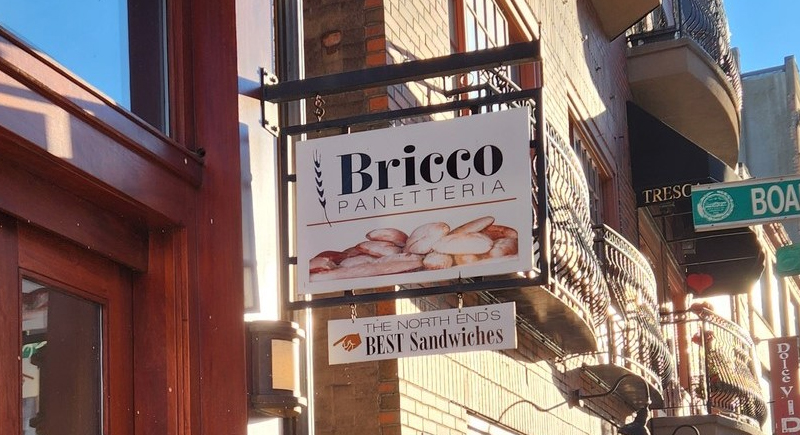 Bricco
PANETTERIA
THE NORTH END'S
BEST Sandwiches
TRESC
BOA
Dolce Vi